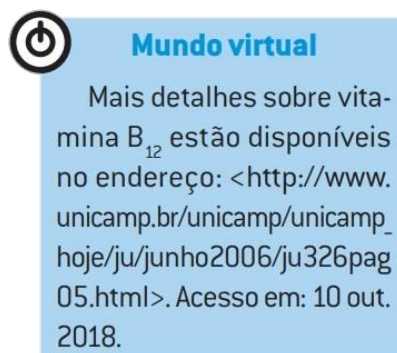 Mundo virtual
Mais detalhes sobre vita-
mina B12 estão disponíveis
no endereço: <http://www.
unicamp.br/unicamp/unicamp_
hoje/ju/junho2006/ju326pag
05.html>. Acesso em: 10 out.
2018.